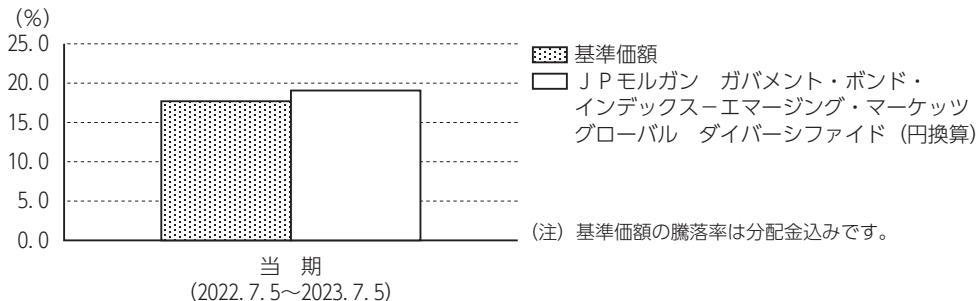 (%)
25.0
20.0
15.0
10.0
5.0
0.0
当 期
(2022.7.5～2023.7.5)
基準価額
ＪＰモルガン ガバメント・ボンド・
インデックス－エマージング・マーケッツ
グローバル ダイバーシファイド（円換算）
（注）基準価額の騰落率は分配金込みです。